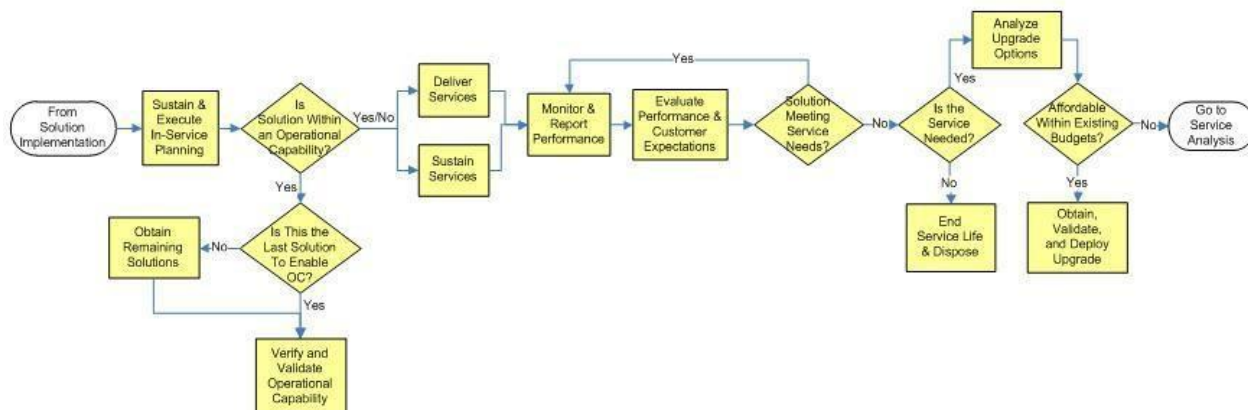 From
Solution
Implementation
Sustain &
Execute
In-Service
Planning
Is
Solution Within
an Operational
Capability?
Yes/No
Deliver
Services
Sustain
Services
Monitor &
Report
Performance
Evaluate
Performance &
Customer
Expectations
Yes
Solution
Meeting
Service
Needs?
No
Is the
Service
Needed?
Yes
Analyze
Upgrade
Options
Affordable
Within Existing
Budgets?
No
Go to
Service
Analysis
Yes
Is This the
Last Solution
To Enable
OC?
No
Obtain
Remaining
Solutions
Yes
Verify and
Validate
Operational
Capability
No
End
Service Life
& Dispose
Yes
Obtain,
Validate,
and Deploy
Upgrade